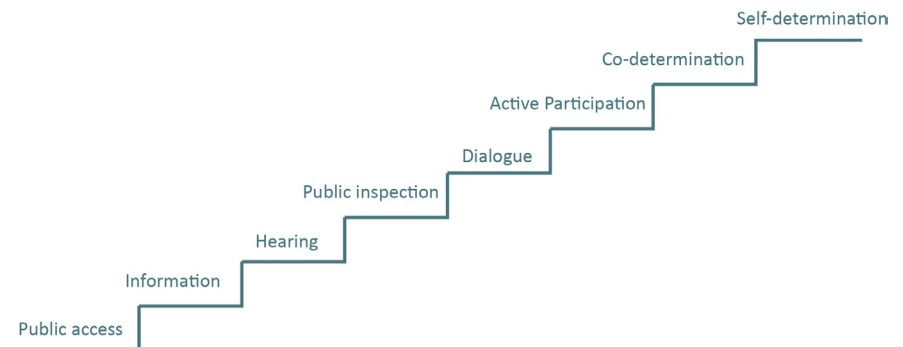 Self-determination
Co-determination
Active Participation
Dialogue
Public inspection
Hearing
Information
Public access